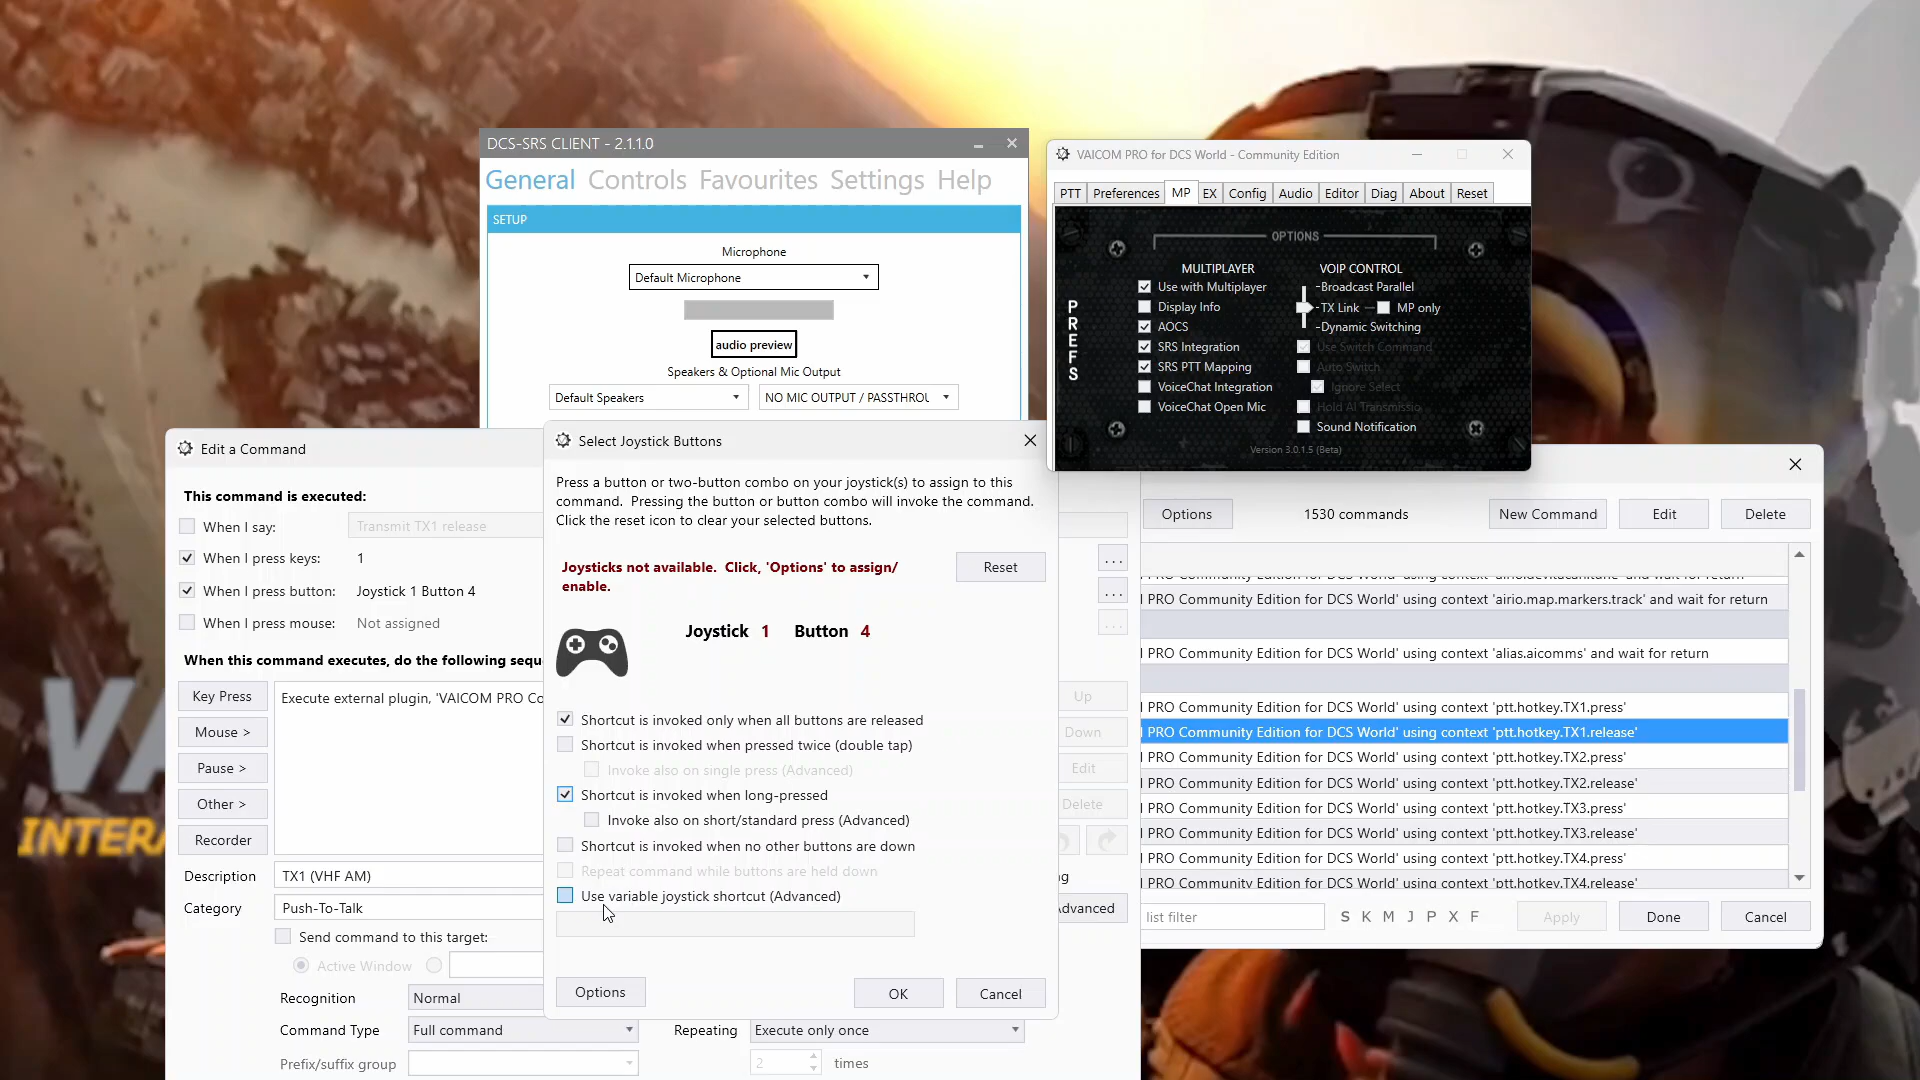 DCS-SRS CLIENT - 2.1.1.0
General Controls Favourites Settings Help
SETUP
Microphone
Default Microphone
audio preview
Speakers & Optional Mic Output
Default Speakers
NO MIC OUTPUT / PASSTHROU
VAICOM PRO for DCS World - Community Edition
PTT Preferences MP EX Config Audio Editor Diag About Reset
OPTIONS
PREFS
MULTIPLAYER
Use with Multiplayer
Display Info
AOCS
SRS Integration
SRS PTT Mapping
VoiceChat Integration
VoiceChat Open Mic
VOIP CONTROL
-Broadcast Parallel
-TX Link - MP only
-Dynamic Switching
Use Switch Command
Auto Switch
Ignore Select
Hold AI Transmissio
Sound Notification
Version 3.0.1.5 (Beta)
Edit a Command
This command is executed:
When I say: Transmit TX1 release
When I press keys: 1
When I press button: Joystick 1 Button 4
When I press mouse: Not assigned
When this command executes, do the following sequ
Key Press
Mouse >
Pause >
Other >
Recorder
Execute external plugin, 'VAICOM PRO Co
Description TX1 (VHF AM)
Category Push-To-Talk
Send command to this target:
Active Window
Recognition Normal
Command Type Full command
Prefix/suffix group
Repeating Execute only once
2 times
...
...
...
Up
Down
Edit
Delete
ng
Advanced
Select Joystick Buttons
Press a button or two-button combo on your joystick(s) to assign to this
command. Pressing the button or button combo will invoke the command.
Click the reset icon to clear your selected buttons.
Joysticks not available. Click, 'Options' to assign/
enable.
Reset
Joystick 1 Button 4
Shortcut is invoked only when all buttons are released
Shortcut is invoked when pressed twice (double tap)
Invoke also on single press (Advanced)
Shortcut is invoked when long-pressed
Invoke also on short/standard press (Advanced)
Shortcut is invoked when no other buttons are down
Repeat command while buttons are held down
Use variable joystick shortcut (Advanced)
Options
OK
Cancel
Options
1530 commands
New Command
Edit
Delete
PRO Community Edition for DCS World' using context 'airio.map.markers.track' and wait for return
PRO Community Edition for DCS World' using context 'alias.aicomms' and wait for return
PRO Community Edition for DCS World' using context 'ptt.hotkey.TX1.press'
PRO Community Edition for DCS World' using context 'ptt.hotkey.TX1.release'
PRO Community Edition for DCS World' using context 'ptt.hotkey.TX2.press'
PRO Community Edition for DCS World' using context 'ptt.hotkey.TX2.release'
PRO Community Edition for DCS World' using context 'ptt.hotkey.TX3.press'
PRO Community Edition for DCS World' using context 'ptt.hotkey.TX3.release'
PRO Community Edition for DCS World' using context 'ptt.hotkey.TX4.press'
PRO Community Edition for DCS World' using context 'ptt.hotkey.TX4.release'
list filter
S K M J P X F
Apply
Done
Cancel
VA
INTERA